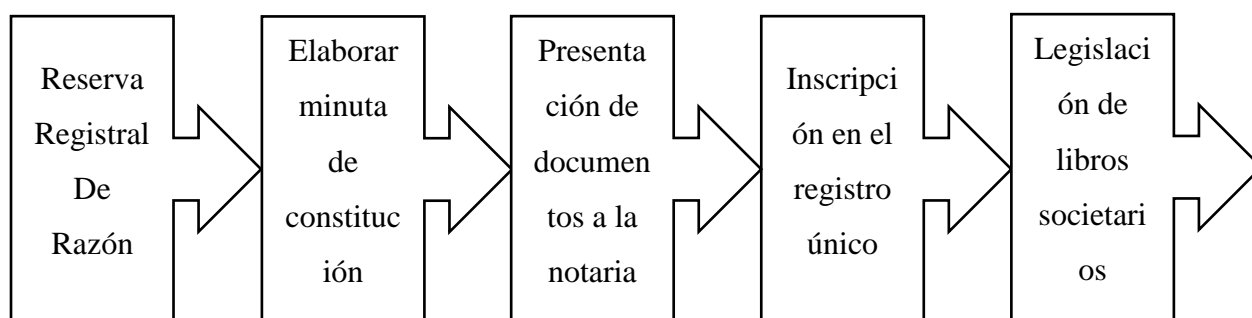 Reserva
Registral
De
Razón
Elaborar
minuta
de
constituc
ión
Presenta
ción de
documen
tos a la
notaria
Inscripci
ón en el
registro
único
Legislaci
ón de
libros
societari
os